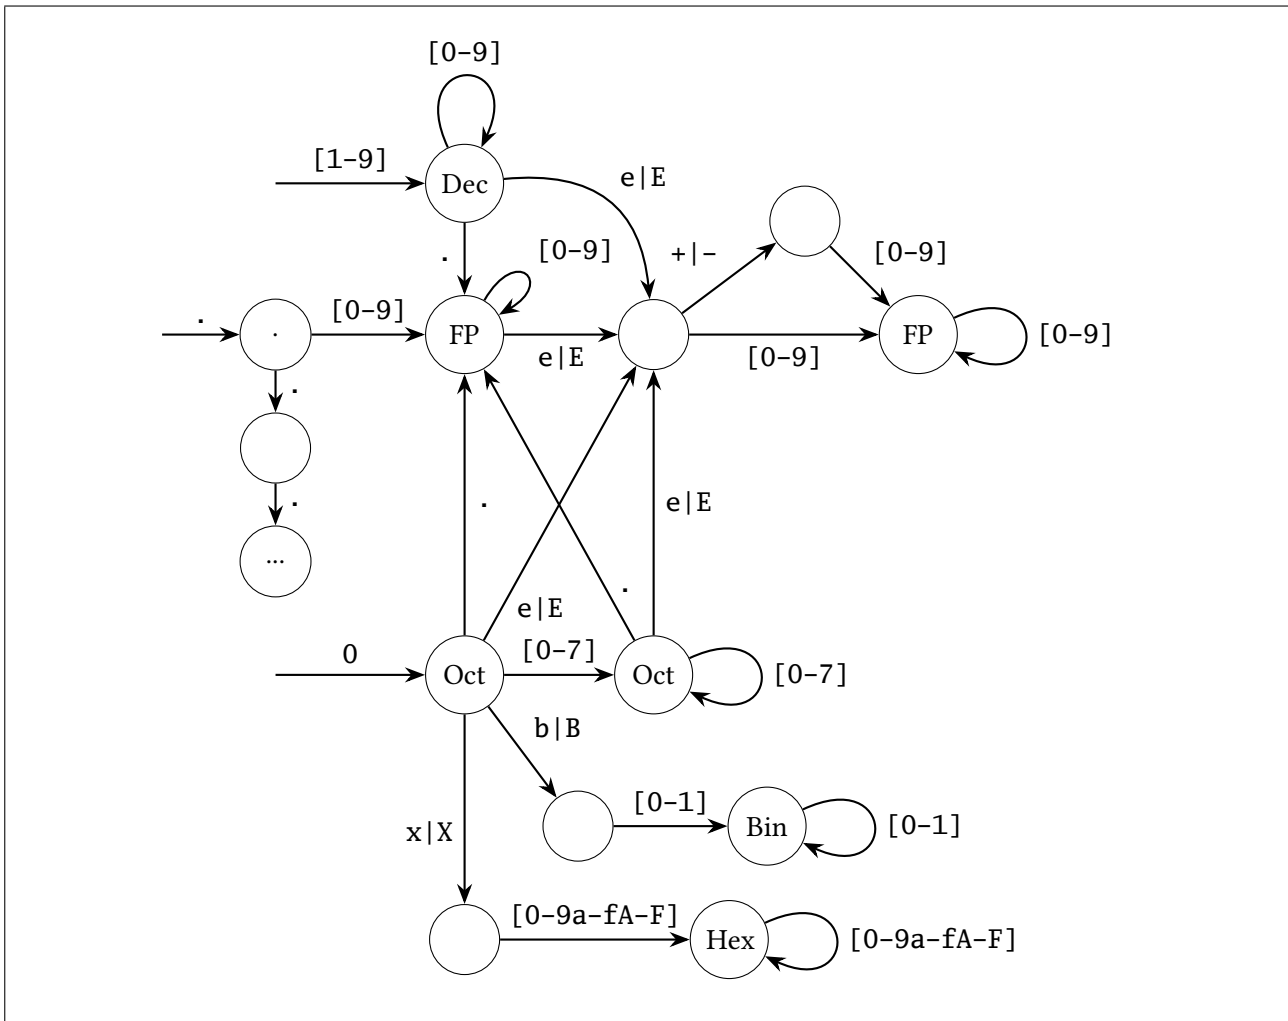 [0–9]
[1–9]
Dec
e|E
.
[0–9]
+|–
[0–9]
.
.
[0–9]
FP
e|E
[0–9]
FP
[0–9]
.
.
...
.
e|E
.
e|E
0
Oct
[0–7]
Oct
[0–7]
b|B
x|X
[0–1]
Bin
[0–1]
[0–9a–fA–F]
Hex
[0–9a–fA–F]